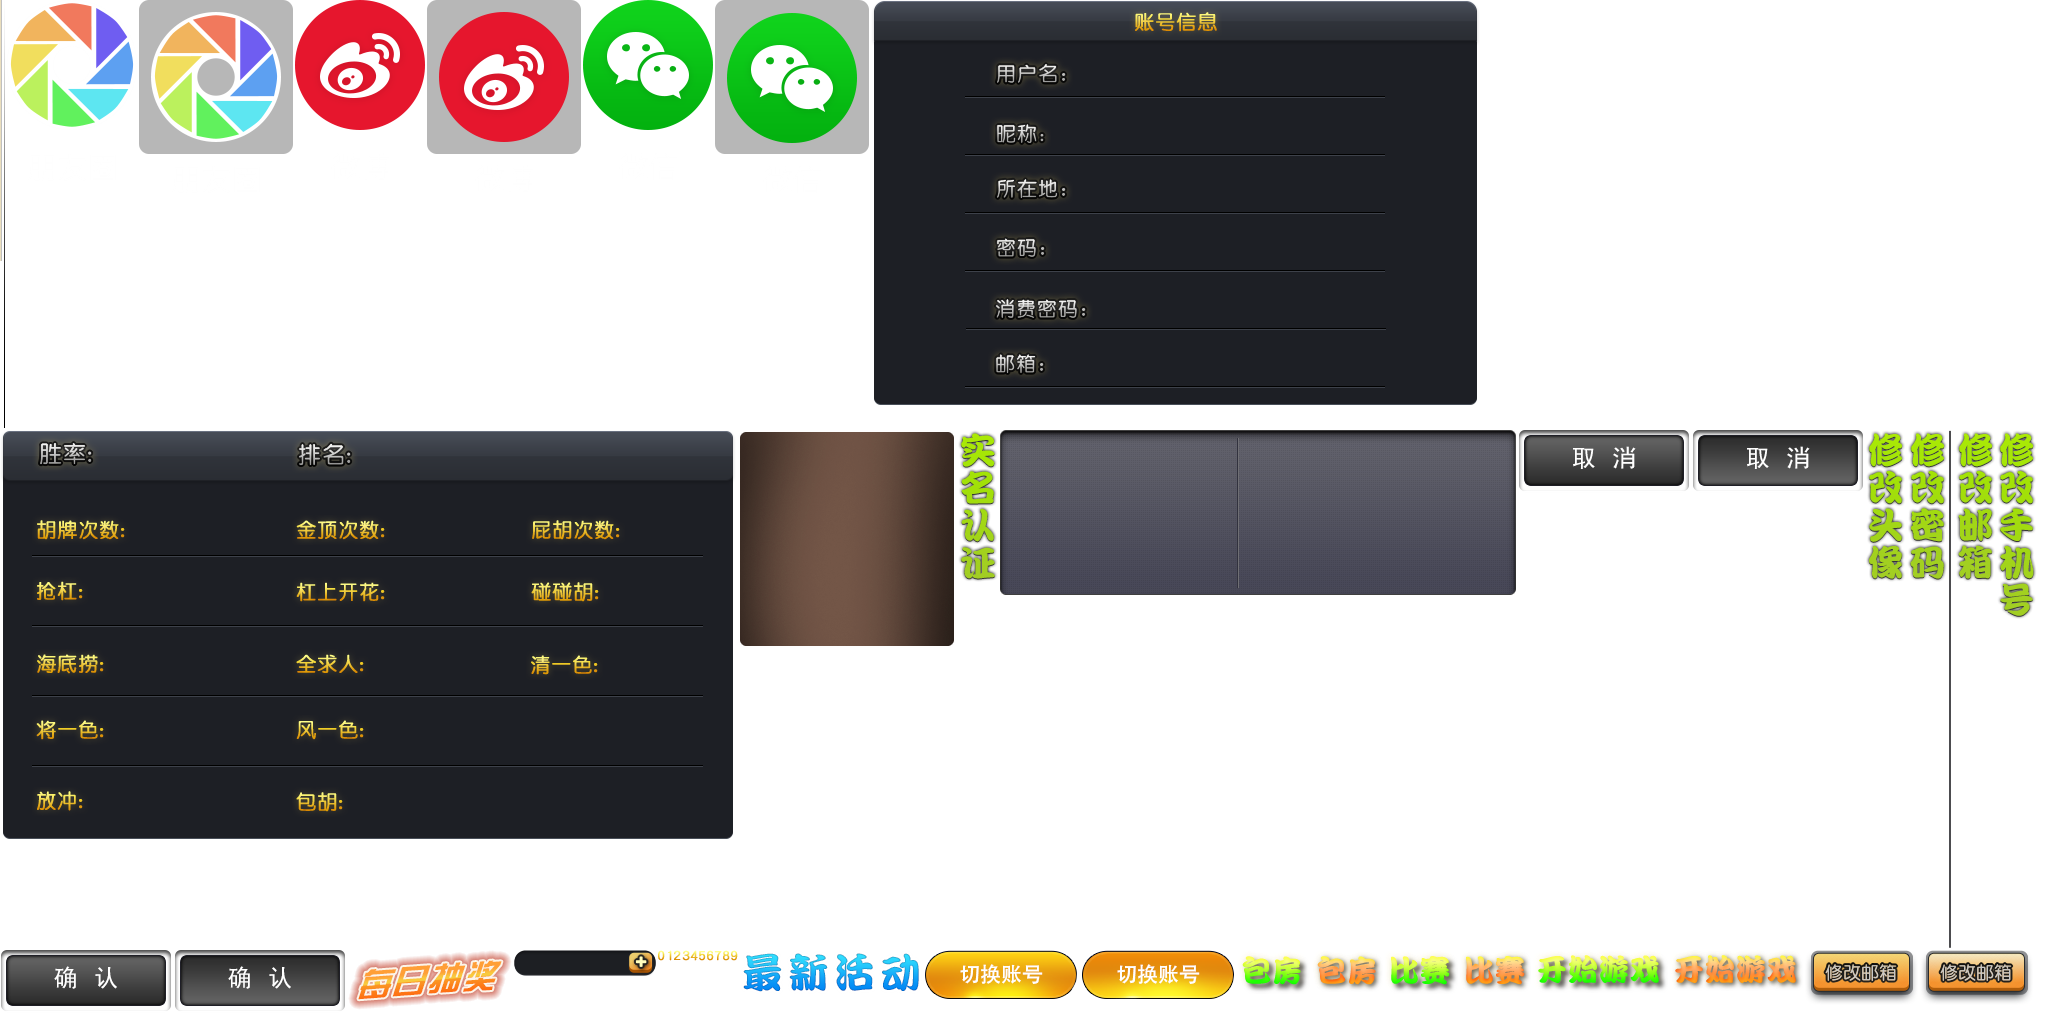 账号信息
用户名:
昵称:
所在地:
密码:
消费密码:
邮箱:
胜率: 排名:
胡牌次数: 金顶次数: 屁胡次数:
抢杠: 杠上开花: 碰碰胡:
海底捞: 全求人: 清一色:
将一色: 风一色:
放冲: 包胡:
实名认证
取 消
取 消
修改头像
修改密码
修改邮箱
修改手机号
确 认
确 认
每日抽奖
0123456789
最新活动
切换账号
切换账号
包房
包房
比赛
比赛
开始游戏
开始游戏
修改邮箱
修改邮箱